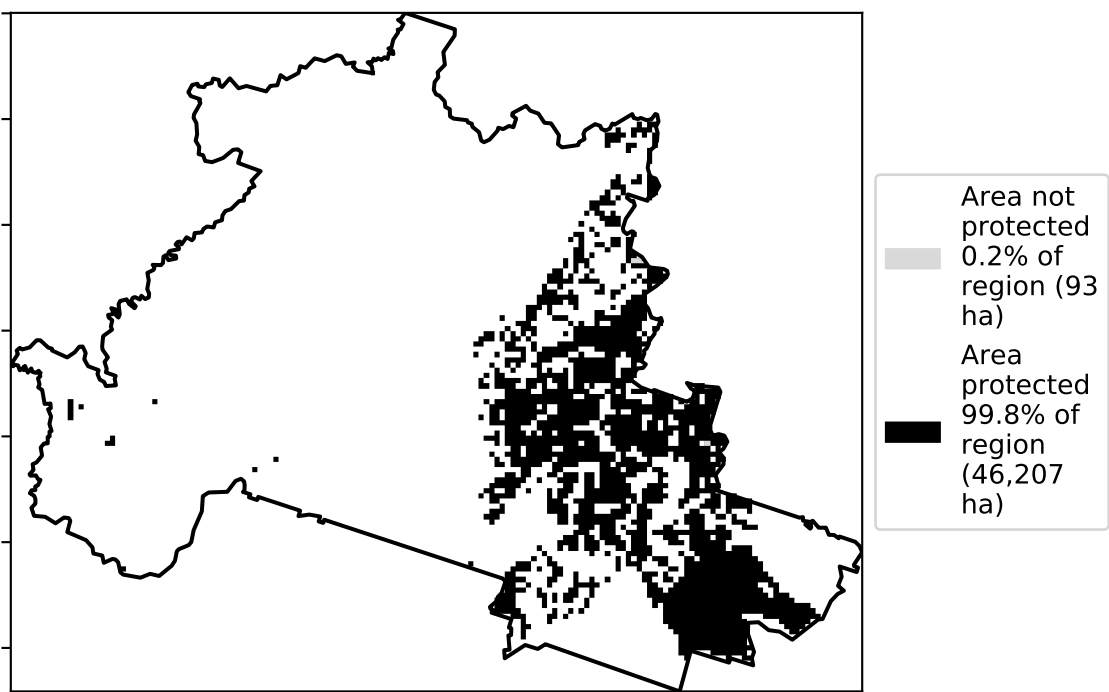 Area not
protected
0.2% of
region (93
ha)
Area
protected
99.8% of
region
(46,207
ha)